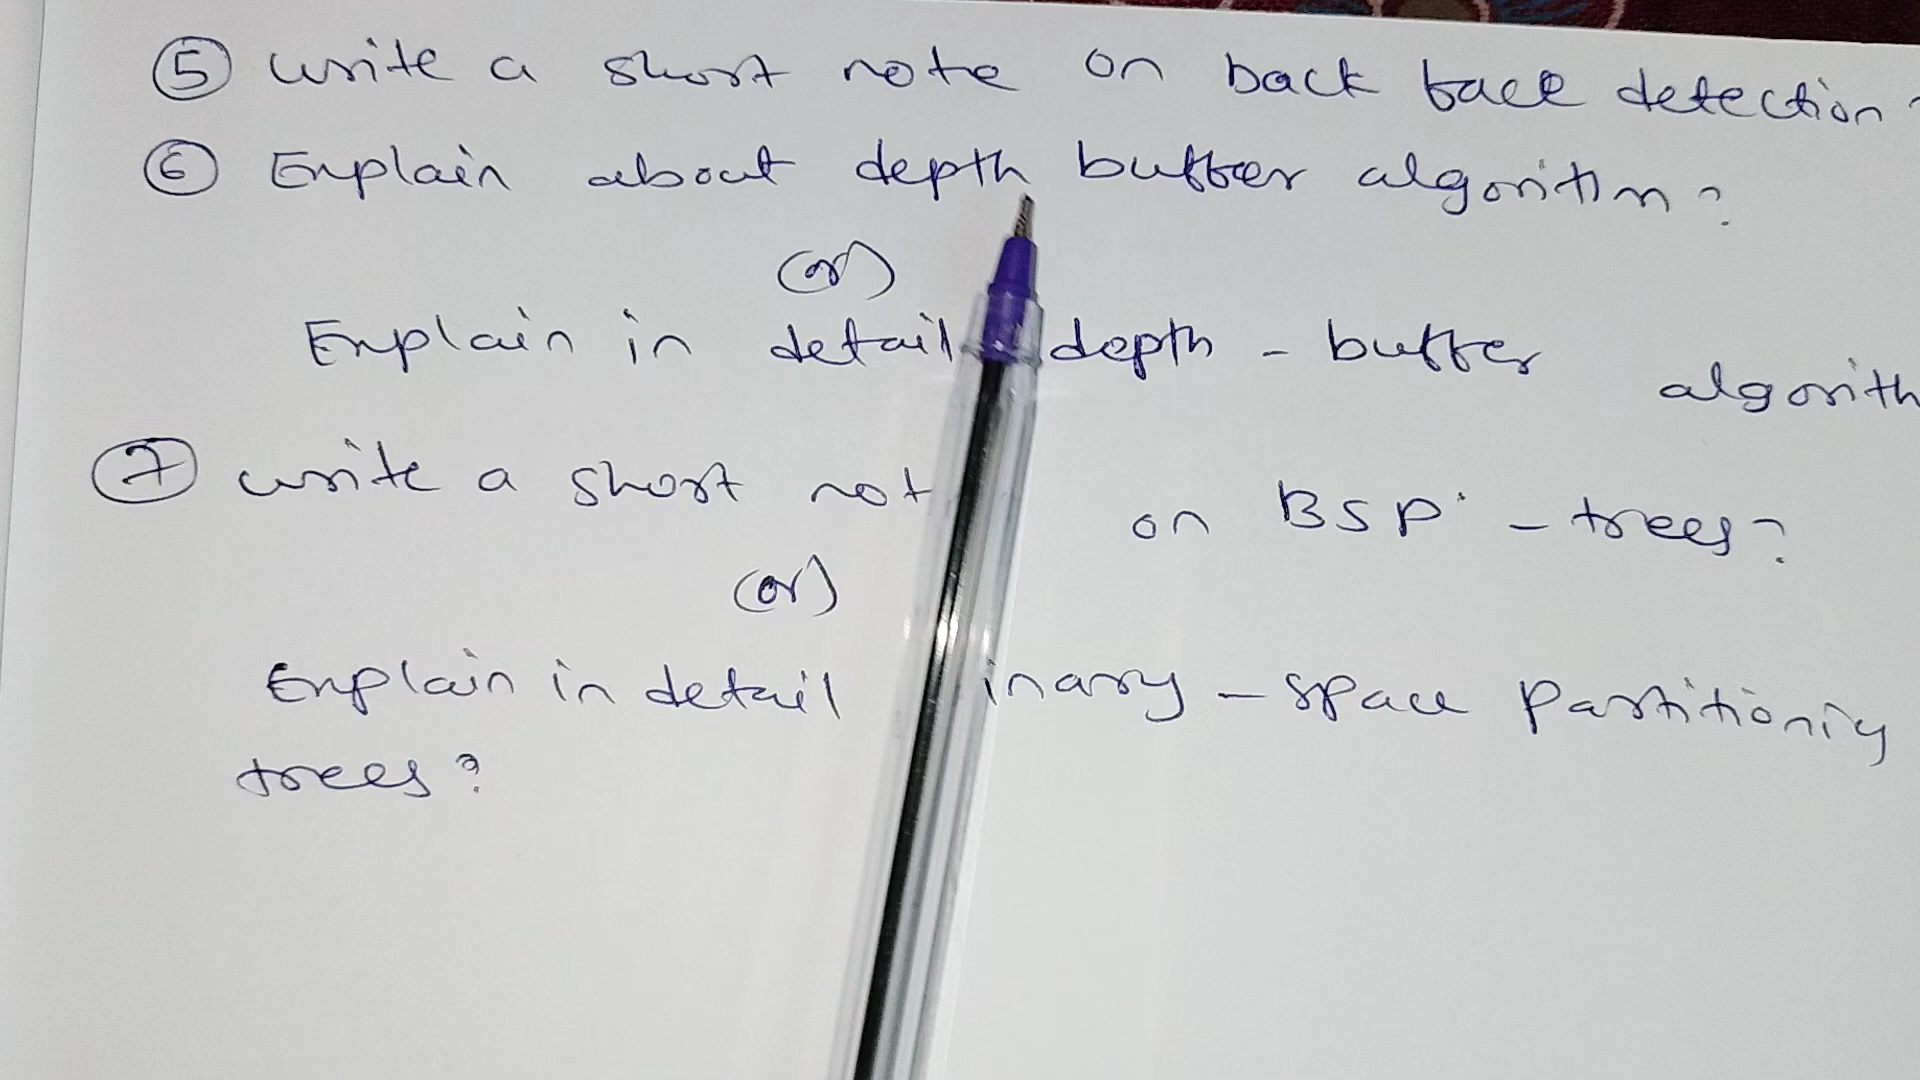 ⑤ write a short note on back face detection?
⑥ Explain about depth buffer algorithm?
(or)
Explain in detail depth - buffer algorith
⑦ write a short not on BSP - trees?
(or)
Explain in detail inary - space partitioning
trees?